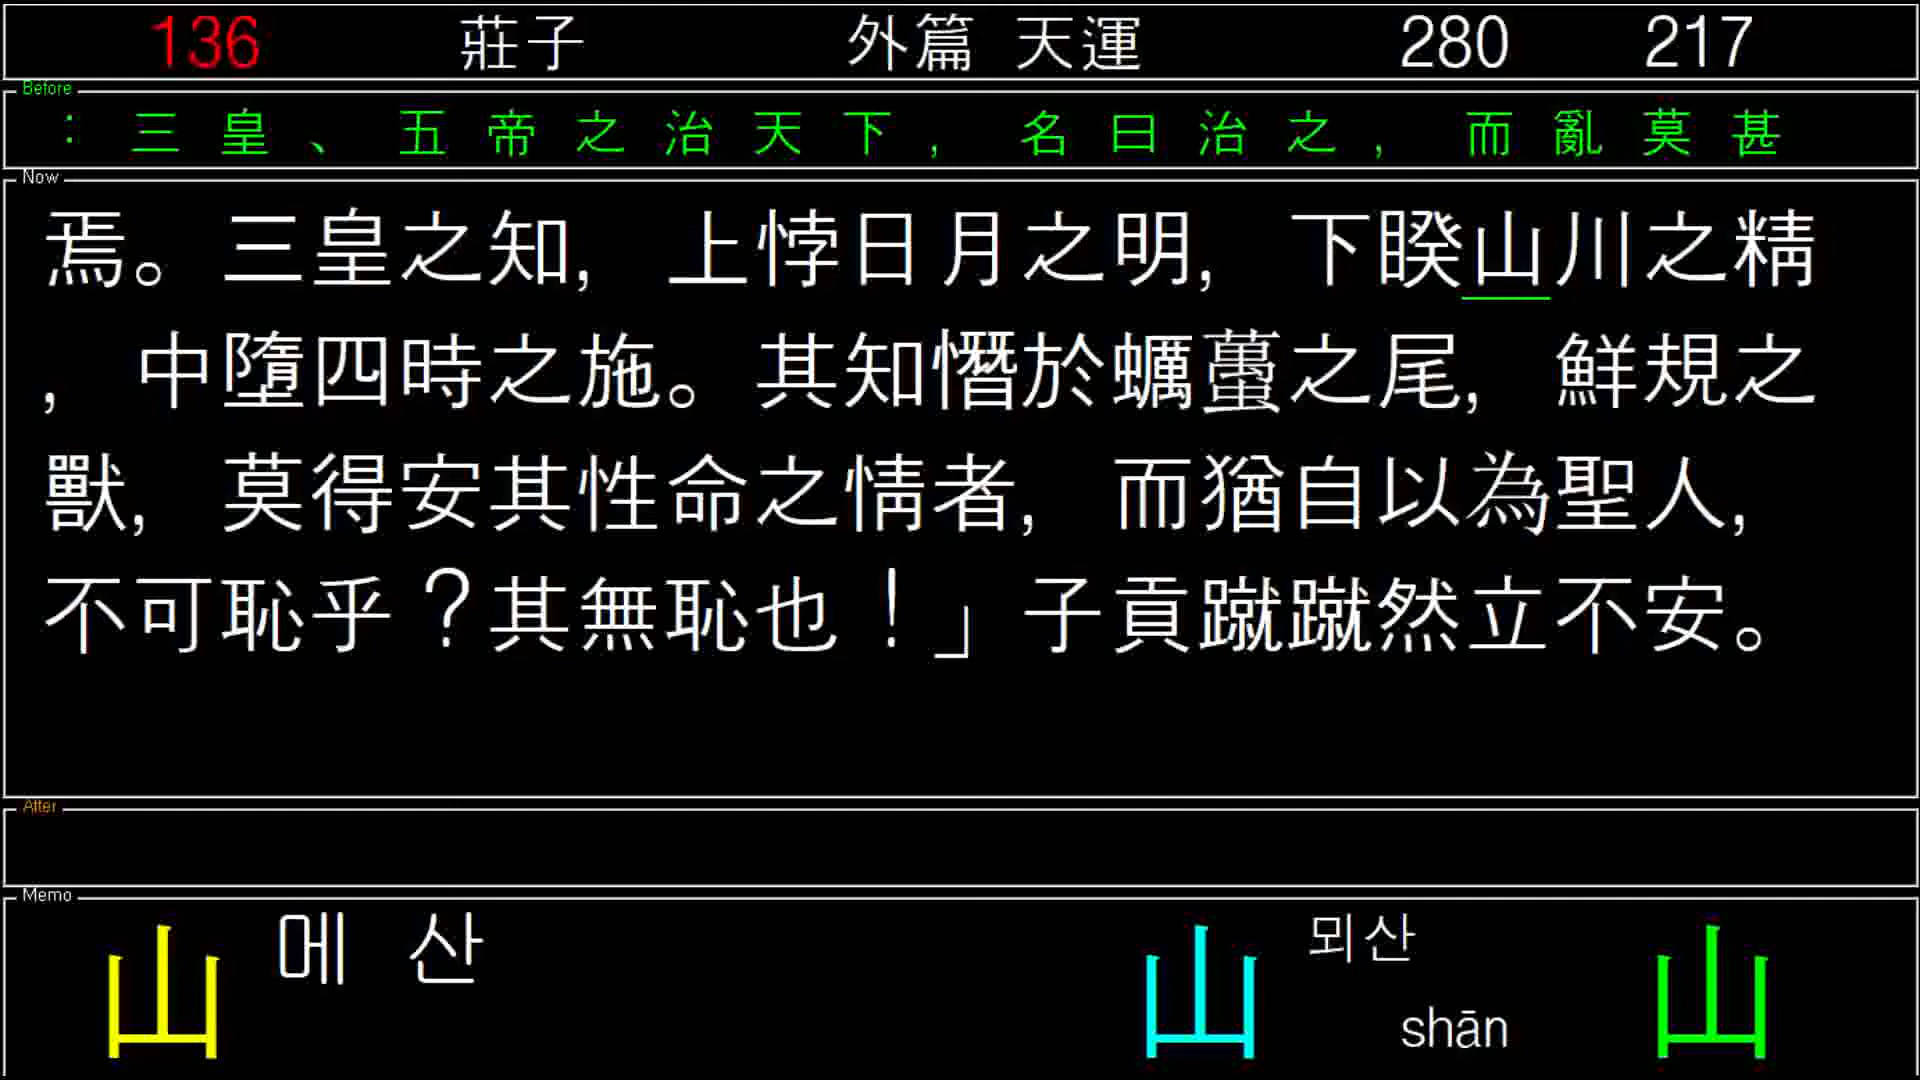 136 莊子 外篇 天運 280 217
Before
：三皇、五帝之治天下，名曰治之，而亂莫甚
Now
焉。三皇之知，上悖日月之明，下睽山川之精
，中墮四時之施。其知憯於蠣蠆之尾，鮮規之
獸，莫得安其性命之情者，而猶自以為聖人，
不可恥乎？其無恥也！」子貢蹴蹴然立不安。
After
Memo
山 메 산 山 뫼산 shān 山